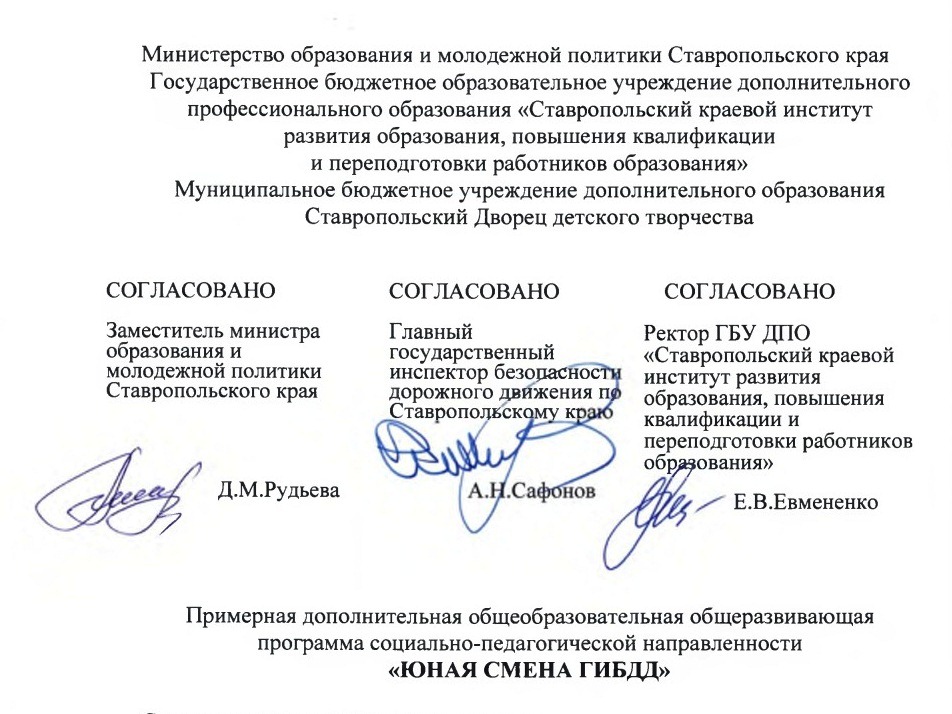 Министерство образования и молодежной политики Ставропольского края
Государственное бюджетное образовательное учреждение дополнительного
профессионального образования «Ставропольский краевой институт
развития образования, повышения квалификации
и переподготовки работников образования»
Муниципальное бюджетное учреждение дополнительного образования
Ставропольский Дворец детского творчества
СОГЛАСОВАНО
Заместитель министра
образования и
молодежной политики
Ставропольского края
Д.М.Рудьева
СОГЛАСОВАНО
Главный
государственный
инспектор безопасности
дорожного движения по
Ставропольскому краю
А.Н.Сафонов
СОГЛАСОВАНО
Ректор ГБУ ДПО
«Ставропольский краевой
институт развития
образования, повышения
квалификации и
переподготовки работников
образования»
Е.В.Евмененко
Примерная дополнительная общеобразовательная общеразвивающая
программа социально-педагогической направленности
«ЮНАЯ СМЕНА ГИБДД»